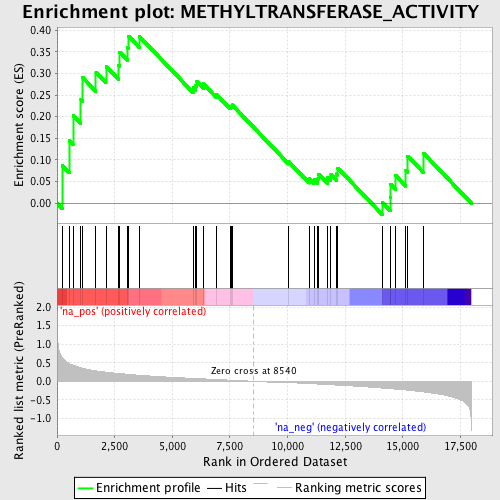 Enrichment plot: METHYLTRANSFERASE_ACTIVITY
Enrichment score (ES)
0.40
0.35
0.30
0.25
0.20
0.15
0.10
0.05
0.00
'na_pos' (positively correlated)
Ranked list metric (PreRanked)
2.0
1.5
1.0
0.5
0.0
-0.5
-1.0
Zero cross at 8540
'na_neg' (negatively correlated)
0
2,500
5,000
7,500
10,000
12,500
15,000
17,500
Rank in Ordered Dataset
Enrichment profile
Hits
Ranking metric scores